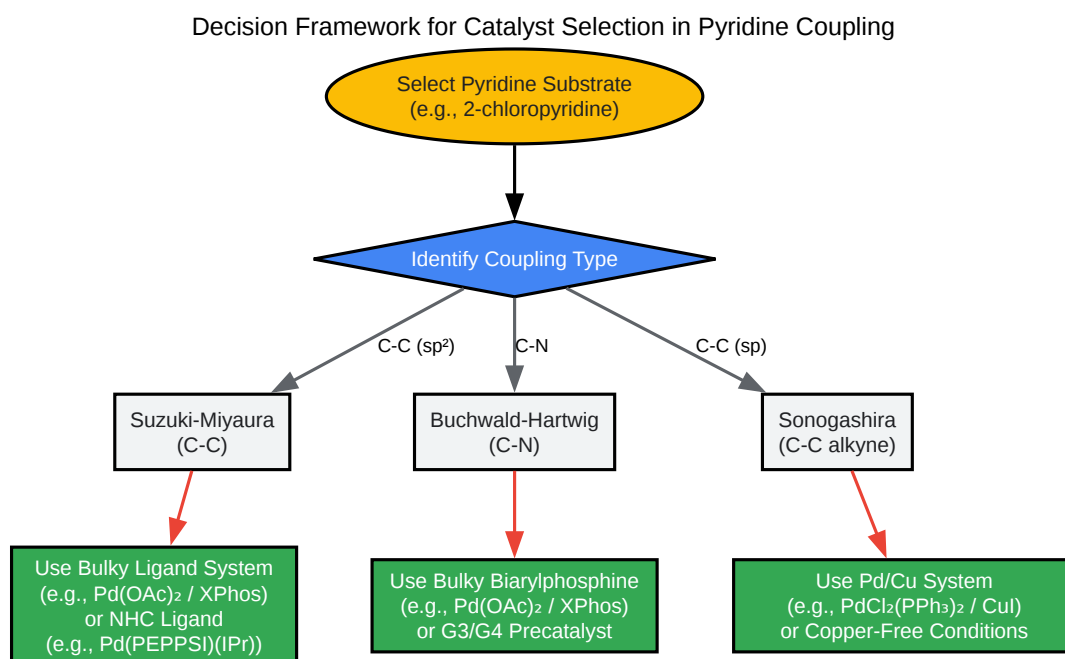 Decision Framework for Catalyst Selection in Pyridine Coupling
Select Pyridine Substrate
(e.g., 2-chloropyridine)
Identify Coupling Type
C-C (sp²)
C-N
C-C (sp)
Suzuki-Miyaura
(C-C)
Buchwald-Hartwig
(C-N)
Sonogashira
(C-C alkyne)
Use Bulky Ligand System
(e.g., Pd(OAc)₂ / XPhos)
or NHC Ligand
(e.g., Pd(PEPPSI)(IPr))
Use Bulky Biarylphosphine
(e.g., Pd(OAc)₂ / XPhos)
or G3/G4 Precatalyst
Use Pd/Cu System
(e.g., PdCl₂(PPh₃)₂ / CuI)
or Copper-Free Conditions